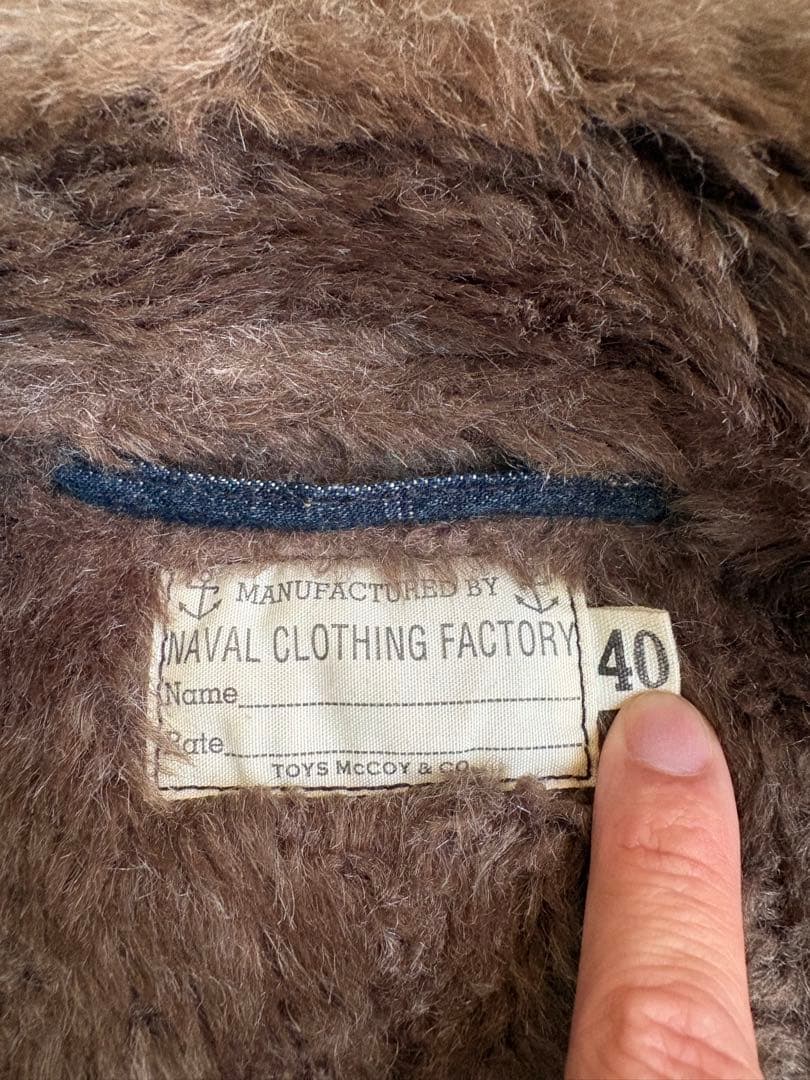 MANUFACTURED BY
NAVAL CLOTHING FACTORY
40
Name
Rate
TOYS McCOY & CO.